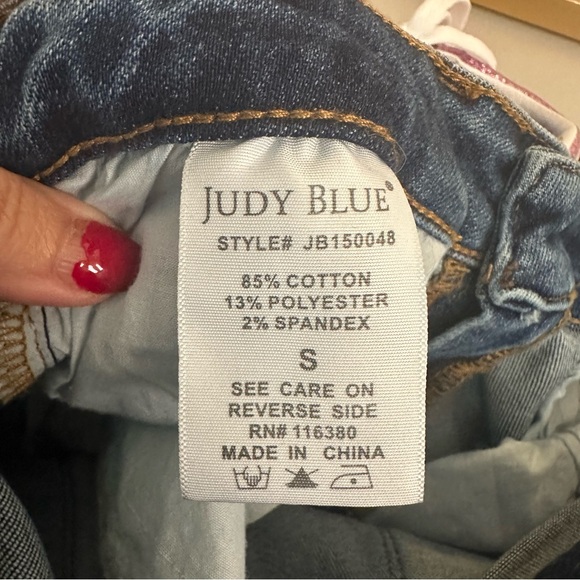 JUDY BLUE®
STYLE# JB150048
85% COTTON
13% POLYESTER
2% SPANDEX
S
SEE CARE ON
REVERSE SIDE
RN# 116380
MADE IN CHINA